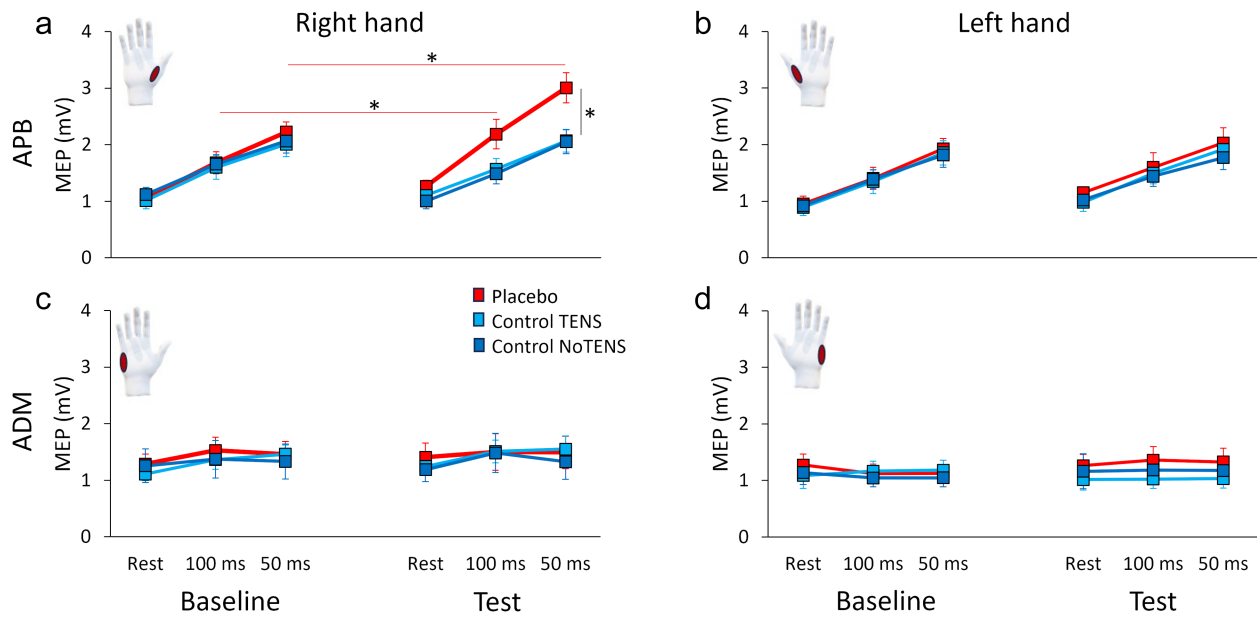 a
Right hand
b
Left hand
APB
MEP (mV)
4
3
2
1
0
*
*
*
MEP (mV)
4
3
2
1
0
c
d
Placebo
Control TENS
Control NoTENS
ADM
MEP (mV)
4
3
2
1
0
MEP (mV)
4
3
2
1
0
Rest 100 ms 50 ms
Rest 100 ms 50 ms
Rest 100 ms 50 ms
Rest 100 ms 50 ms
Baseline
Test
Baseline
Test